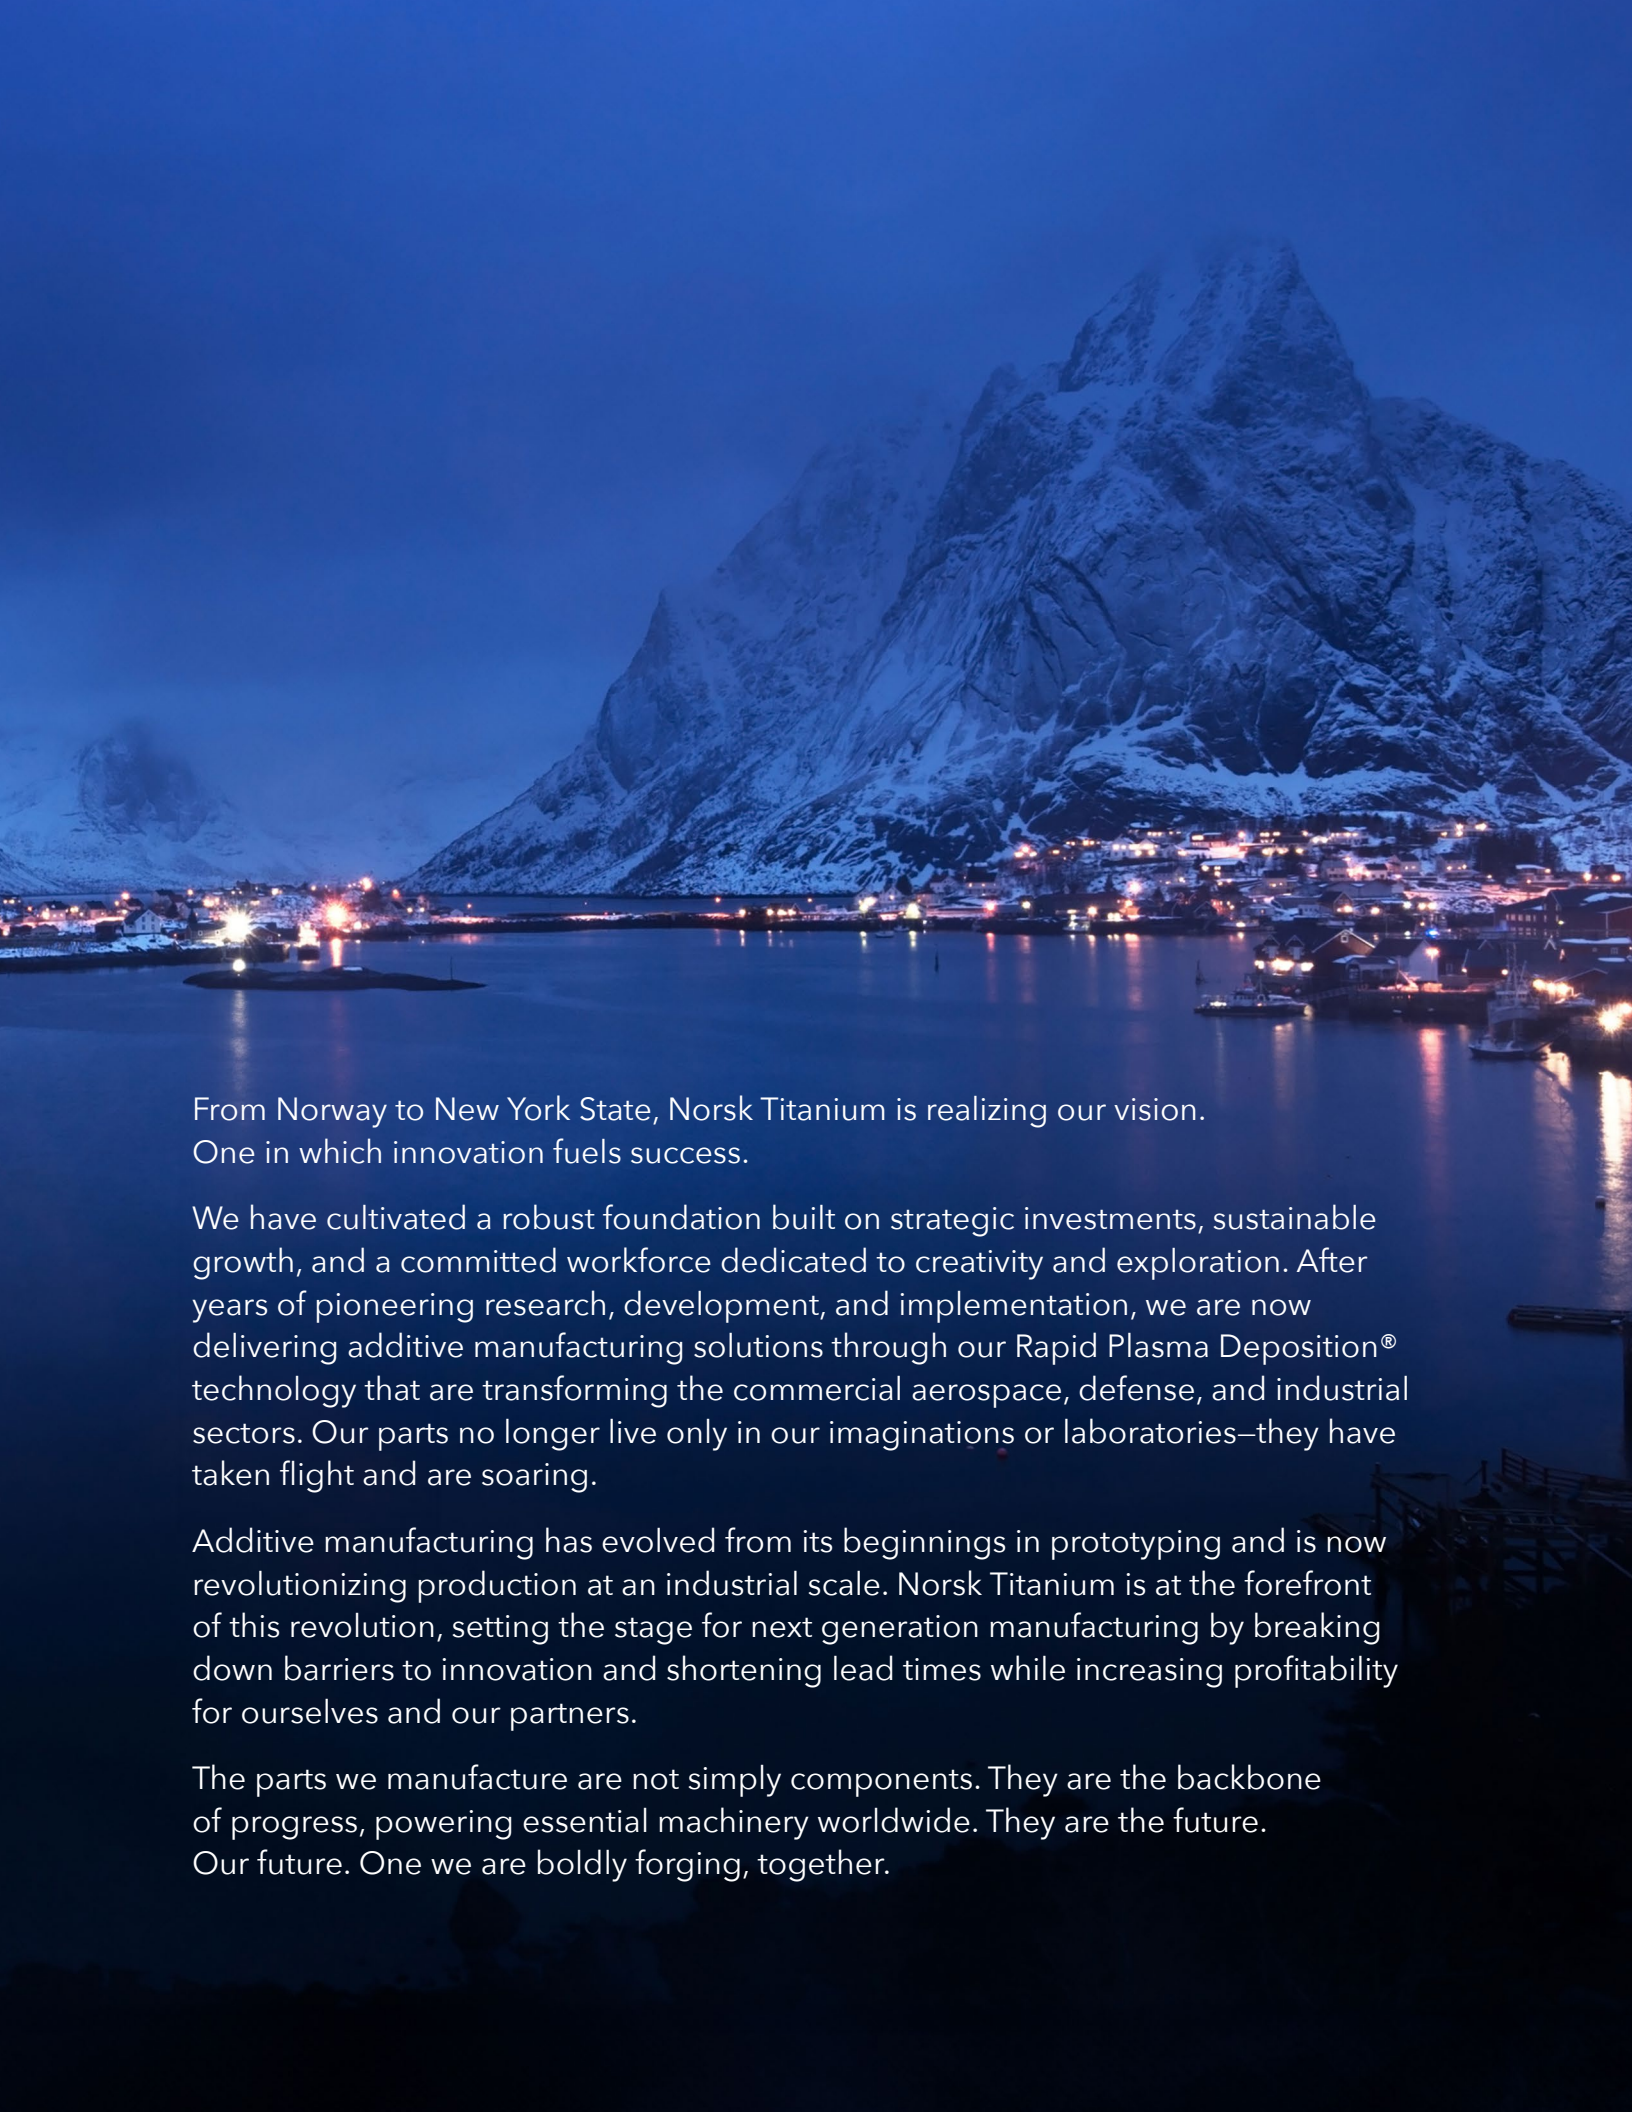 From Norway to New York State, Norsk Titanium is realizing our vision.
One in which innovation fuels success.
We have cultivated a robust foundation built on strategic investments, sustainable
growth, and a committed workforce dedicated to creativity and exploration. After
years of pioneering research, development, and implementation, we are now
delivering additive manufacturing solutions through our Rapid Plasma Deposition®
technology that are transforming the commercial aerospace, defense, and industrial
sectors. Our parts no longer live only in our imaginations or laboratories—they have
taken flight and are soaring.
Additive manufacturing has evolved from its beginnings in prototyping and is now
revolutionizing production at an industrial scale. Norsk Titanium is at the forefront
of this revolution, setting the stage for next generation manufacturing by breaking
down barriers to innovation and shortening lead times while increasing profitability
for ourselves and our partners.
The parts we manufacture are not simply components. They are the backbone
of progress, powering essential machinery worldwide. They are the future.
Our future. One we are boldly forging, together.